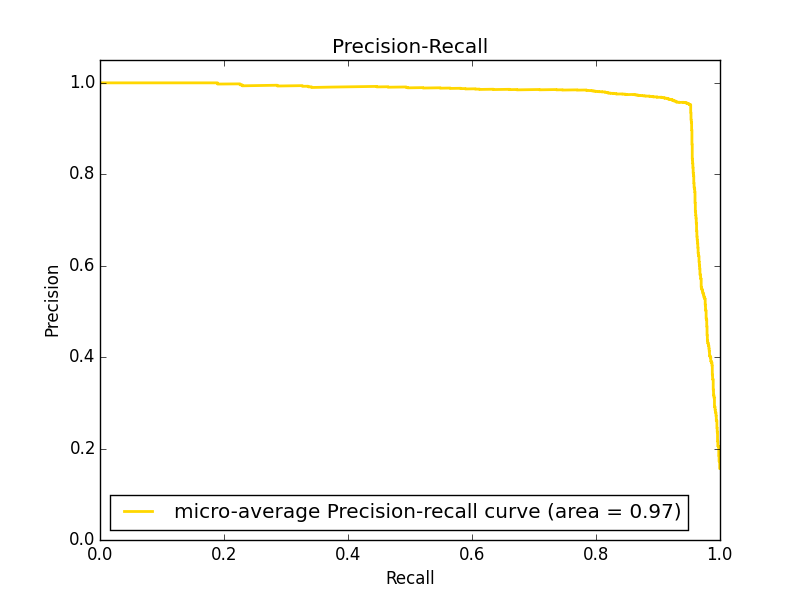 Precision-Recall
1.0
0.8
0.6
0.4
0.2
0.0
Precision
micro-average Precision-recall curve (area = 0.97)
0.0 0.2 0.4 0.6 0.8 1.0
Recall